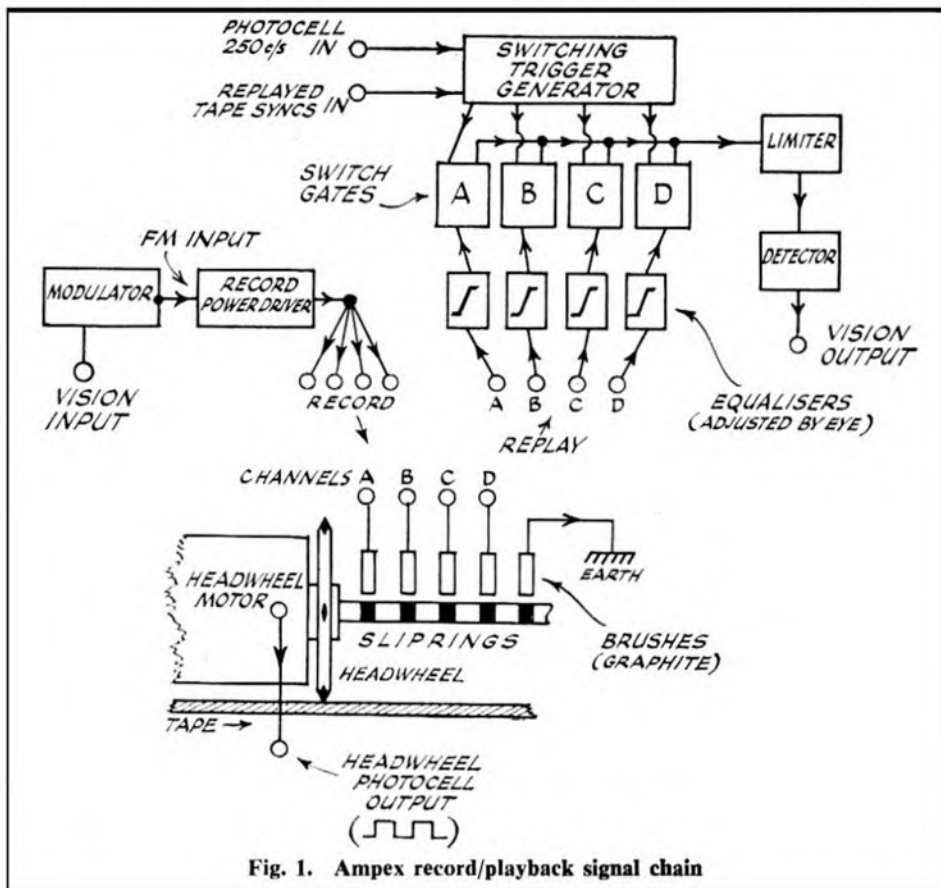 PHOTOCELL
250 c/s IN
REPLAYED
TAPE SYNCS IN
SWITCHING
TRIGGER
GENERATOR
SWITCH
GATES
A
B
C
D
LIMITER
DETECTOR
VISION
OUTPUT
FM INPUT
MODULATOR
RECORD
POWER DRIVER
VISION
INPUT
RECORD
A
B
C
D
REPLAY
EQUALISERS
(ADJUSTED BY EYE)
CHANNELS A B C D
EARTH
HEADWHEEL
MOTOR
SLIPRINGS
BRUSHES
(GRAPHITE)
HEADWHEEL
TAPE
HEADWHEEL
PHOTOCELL
OUTPUT
Fig. 1. Ampex record/playback signal chain